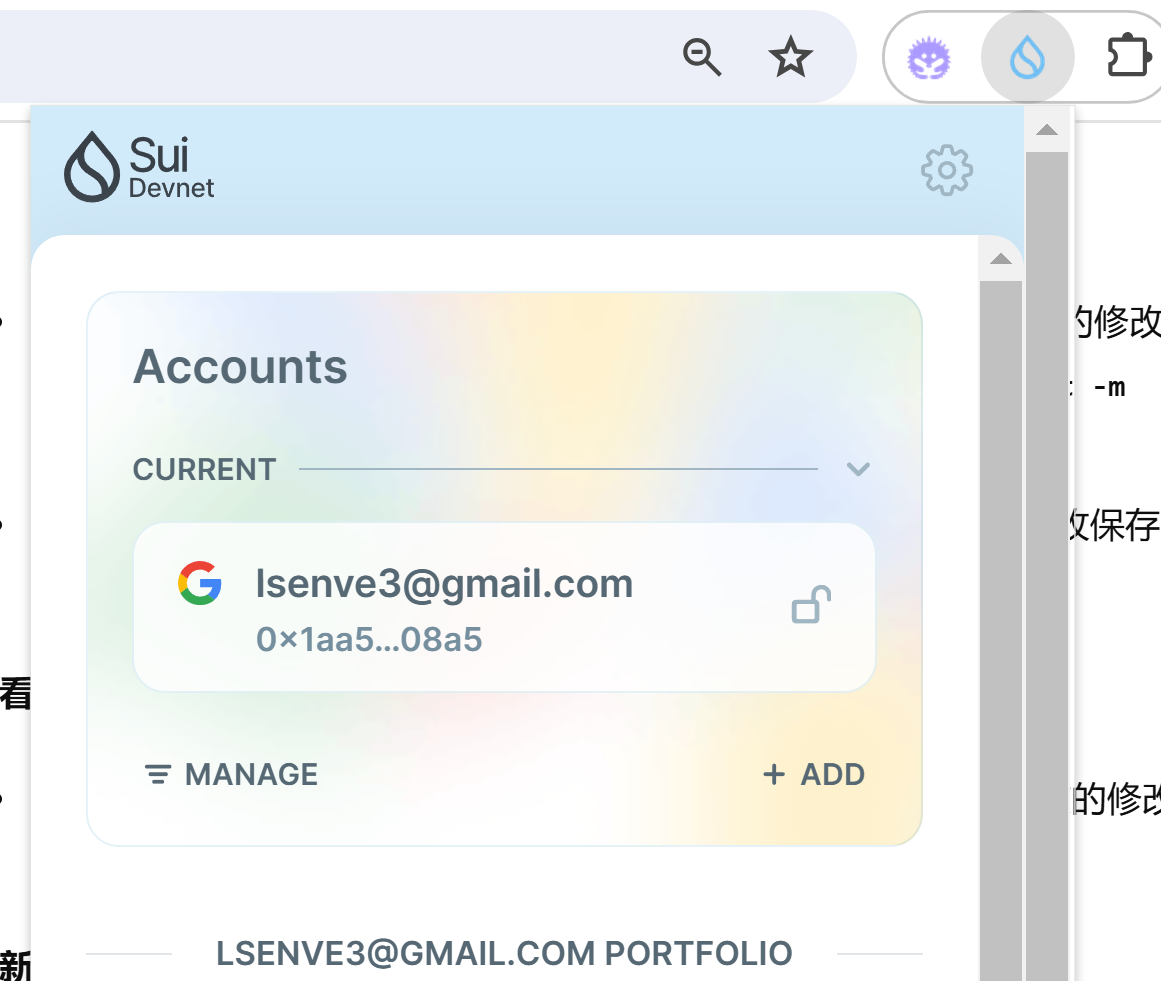 Sui
Devnet
的修改
Accounts
-m
CURRENT
改保存
lsenve3@gmail.com
0×1aa5...08a5
看
MANAGE
+ ADD
的修改
LSENVE3@GMAIL.COM PORTFOLIO
新